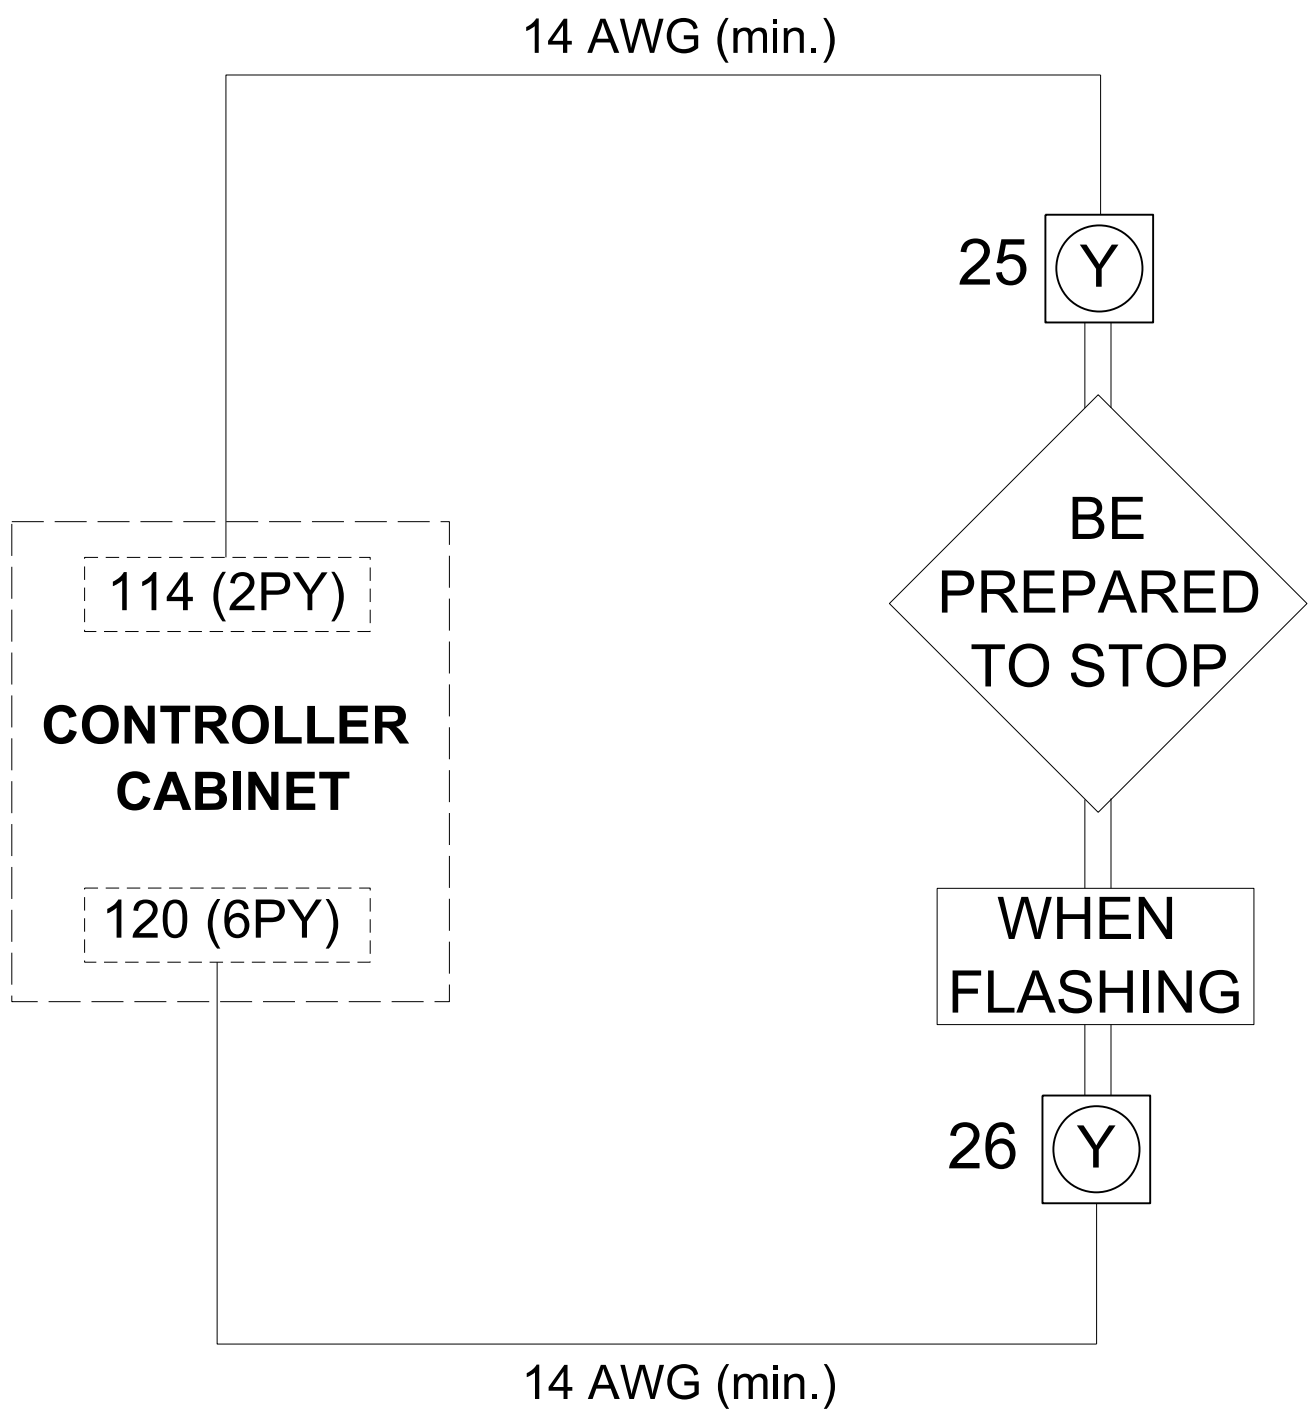 14 AWG (min.)
25
Y
BE
PREPARED
TO STOP
114 (2PY)
CONTROLLER
CABINET
120 (6PY)
WHEN
FLASHING
26
Y
14 AWG (min.)